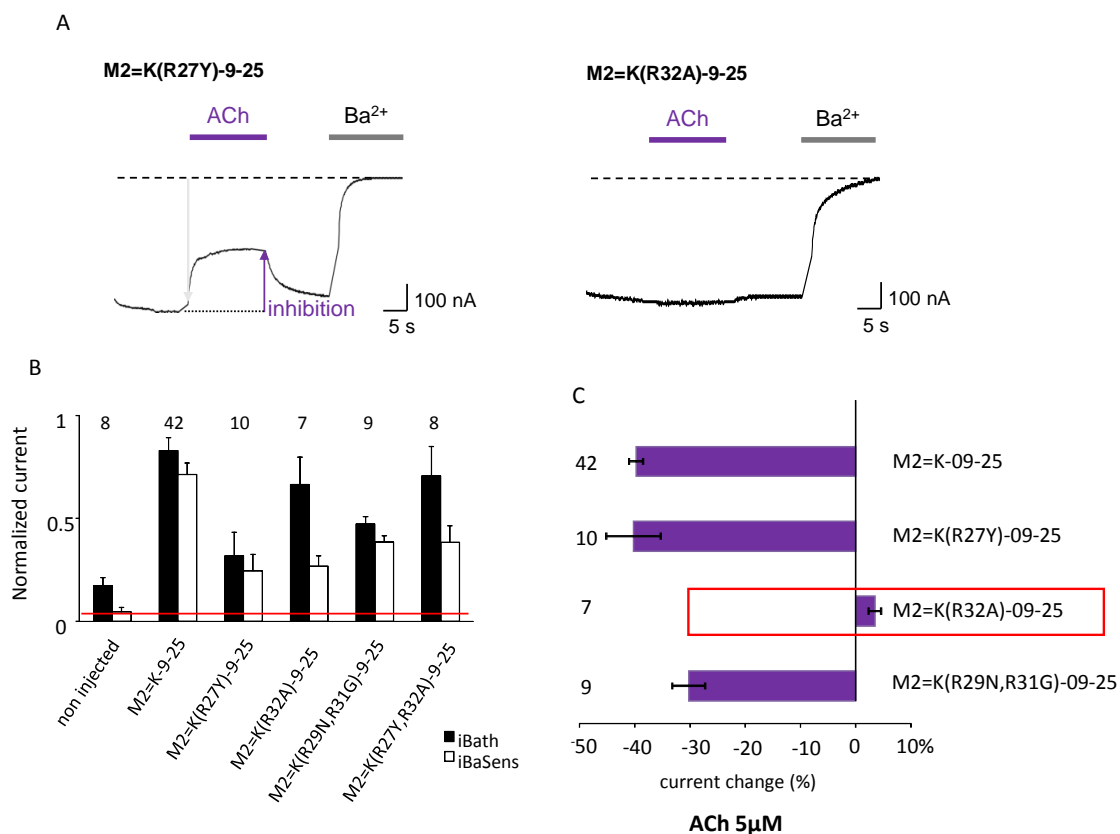 A
M2=K(R27Y)-9-25
M2=K(R32A)-9-25
ACh
Ba2+
ACh
Ba2+
inhibition
100 nA
5 s
100 nA
5 s
B
1
0.5
0
Normalized current
8
42
10
7
9
8
non injected
M2=K-9-25
M2=K(R27Y)-9-25
M2=K(R32A)-9-25
M2=K(R29N,R31G)-9-25
M2=K(R27Y,R32A)-9-25
iBath
iBaSens
C
42
M2=K-09-25
10
M2=K(R27Y)-09-25
7
M2=K(R32A)-09-25
9
M2=K(R29N,R31G)-09-25
-50 -40 -30 -20 -10 0 10%
current change (%)
ACh 5µM